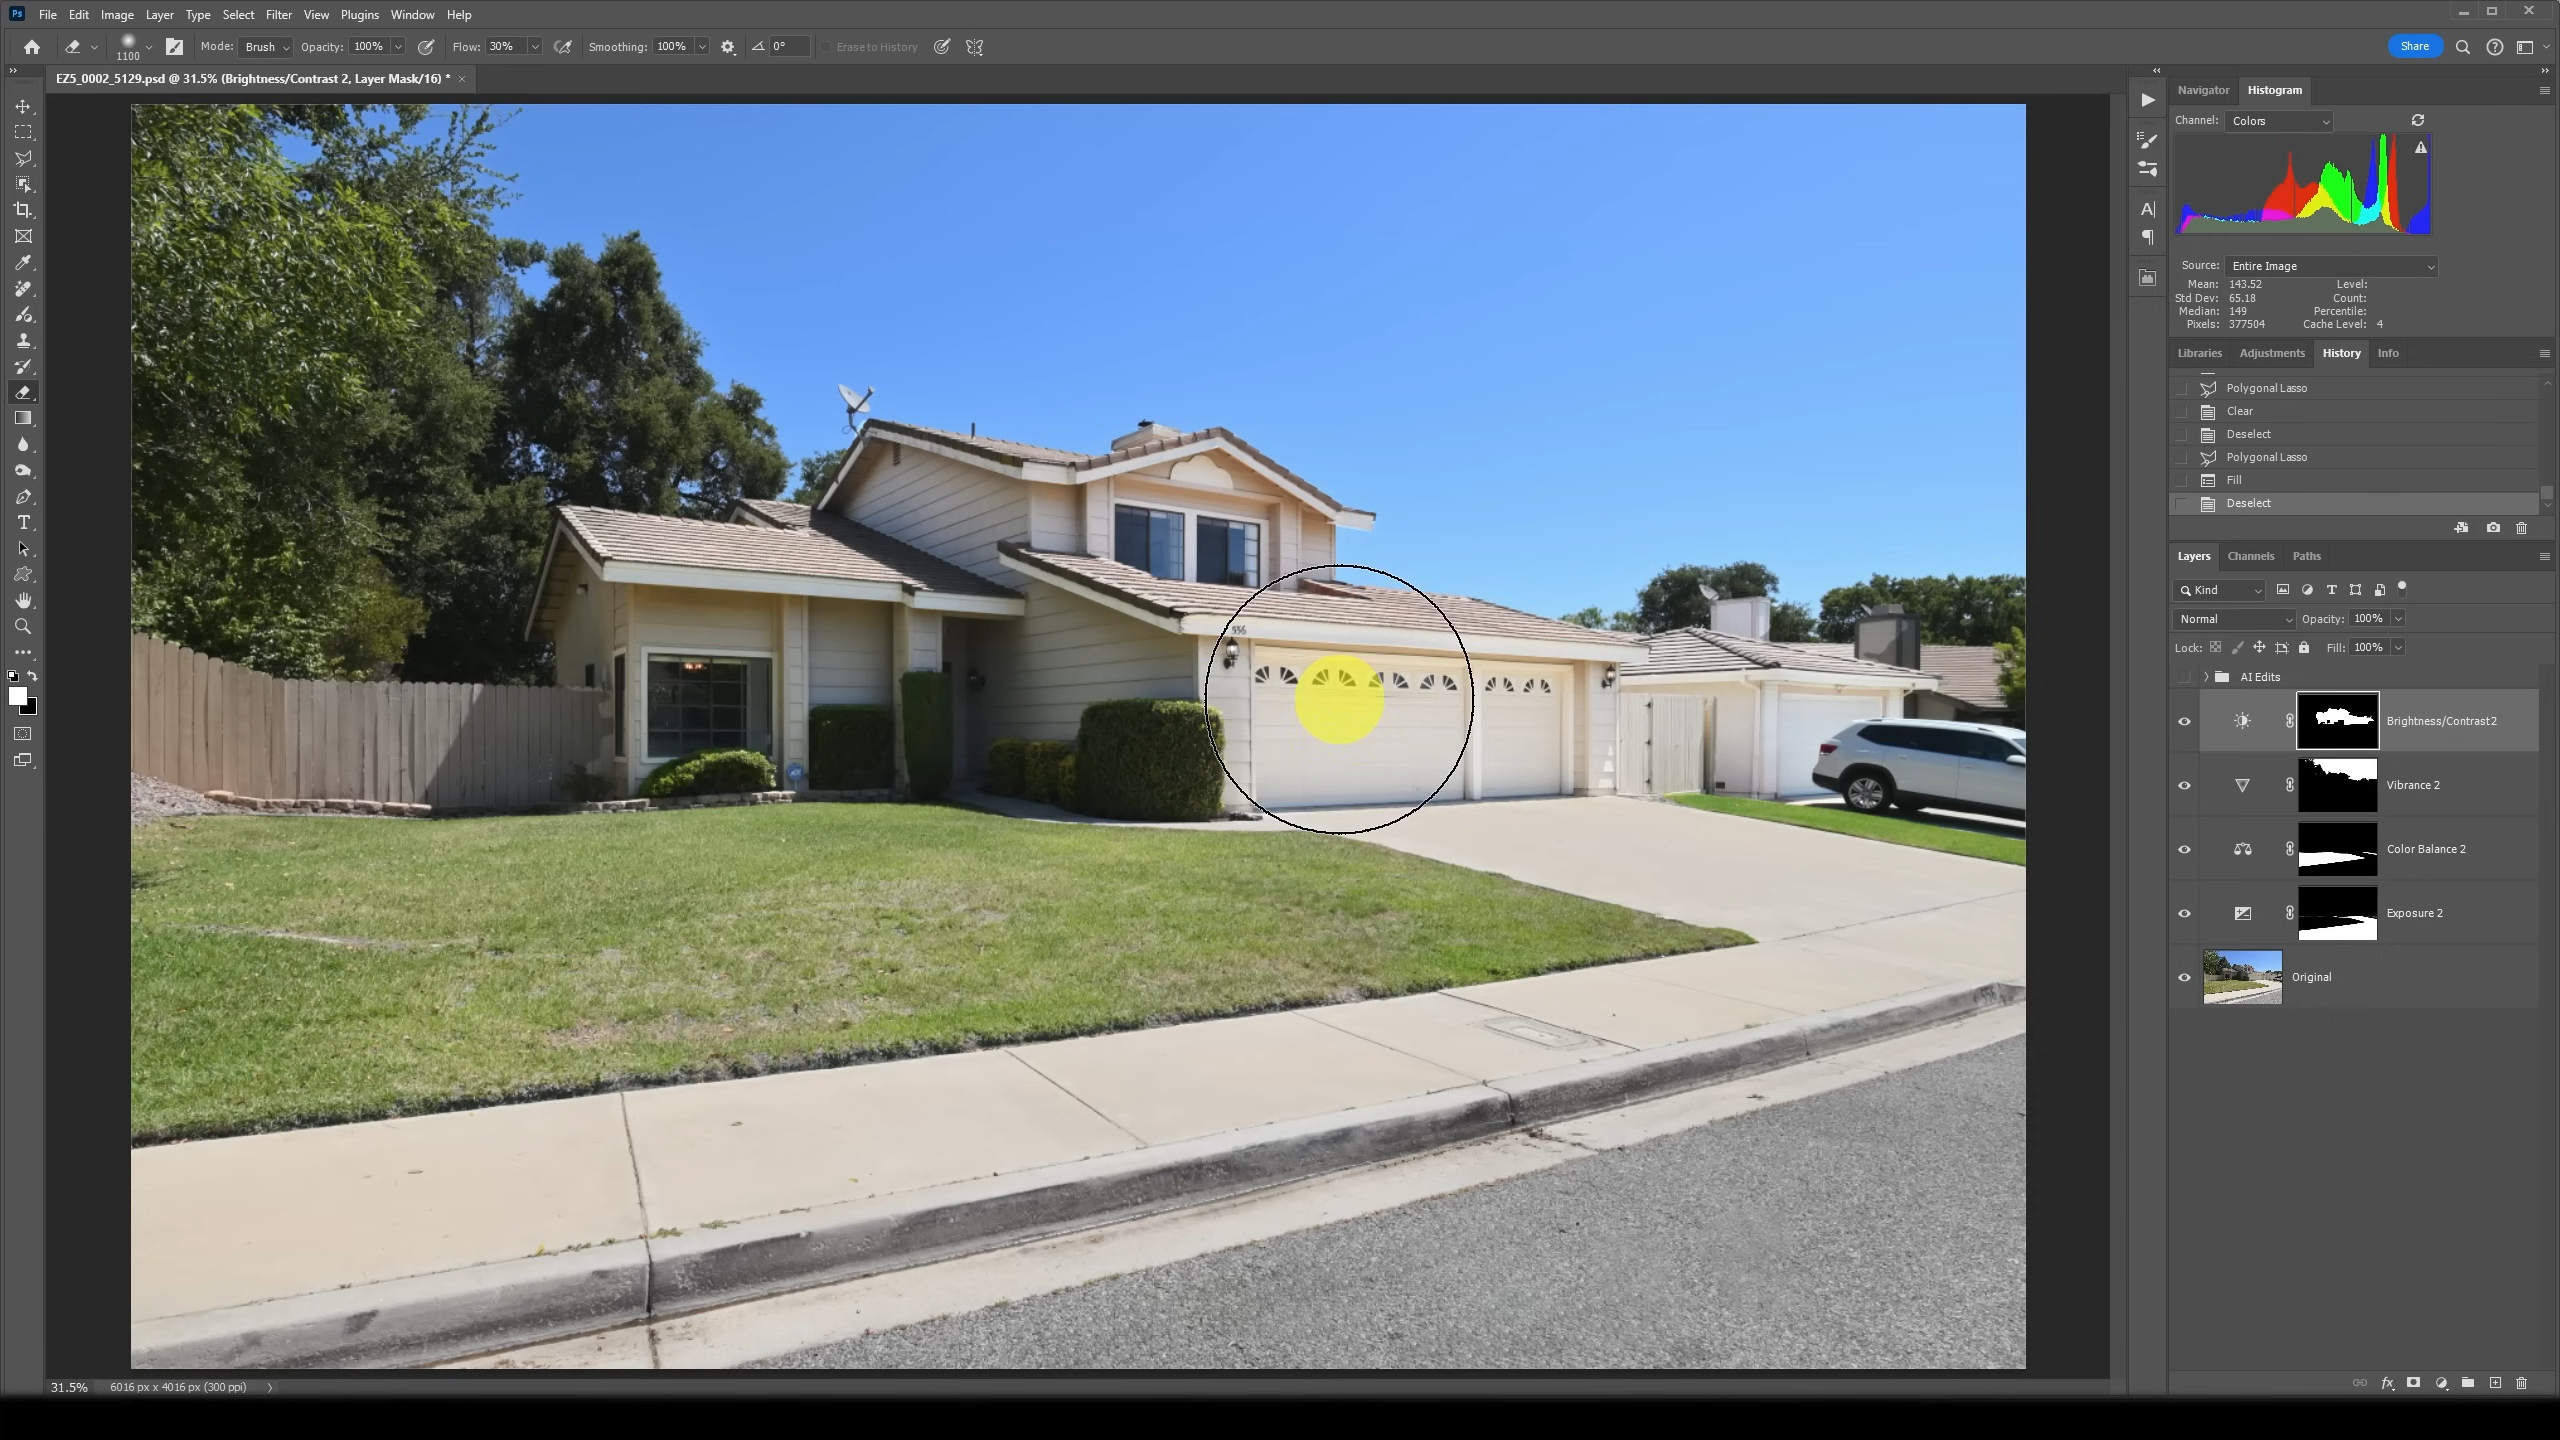 Ps File Edit Image Layer Type Select Filter View Plugins Window Help
1100 Mode: Brush Opacity: 100% Flow: 30% Smoothing: 100% 0° Erase to History Share
EZ5_0002_5129.psd @ 31.5% (Brightness/Contrast 2, Layer Mask/16) *
Navigator Histogram
Channel: Colors
Source: Entire Image
Mean: 143.52 Level:
Std Dev: 65.18 Count:
Median: 149 Percentile:
Pixels: 377504 Cache Level: 4
Libraries Adjustments History Info
Polygonal Lasso
Clear
Deselect
Polygonal Lasso
Fill
Deselect
Layers Channels Paths
Kind
Normal Opacity: 100%
Lock: Fill: 100%
AI Edits
Brightness/Contrast 2
Vibrance 2
Color Balance 2
Exposure 2
Original
556
31.5% 6016 px x 4016 px (300 ppi)